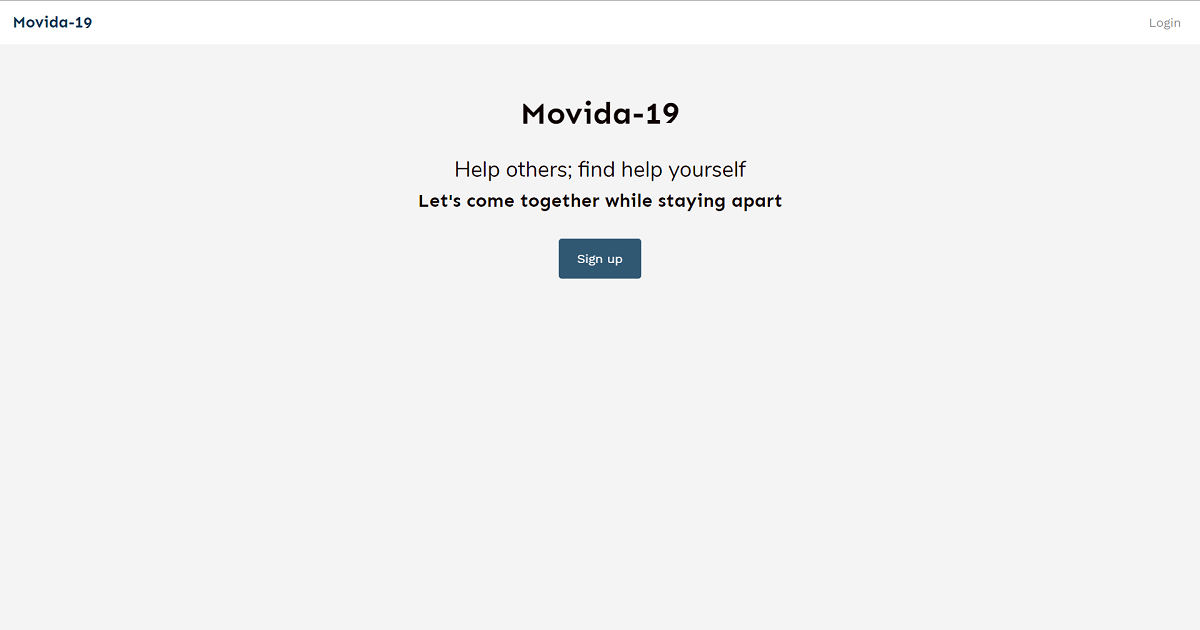 Movida-19
Login
Movida-19
Help others; find help yourself
Let's come together while staying apart
Sign up